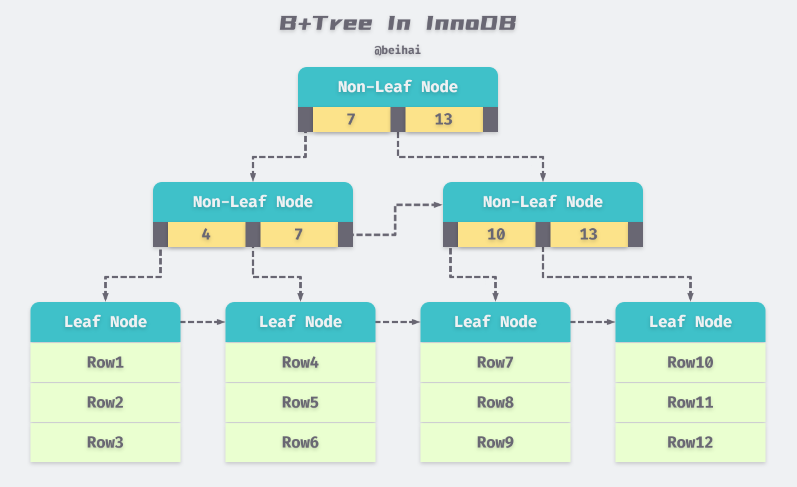 B+Tree In InnoDB
@beihai
Non-Leaf Node
7 13
Non-Leaf Node Non-Leaf Node
4 7 10 13
Leaf Node Leaf Node Leaf Node Leaf Node
Row1 Row4 Row7 Row10
Row2 Row5 Row8 Row11
Row3 Row6 Row9 Row12